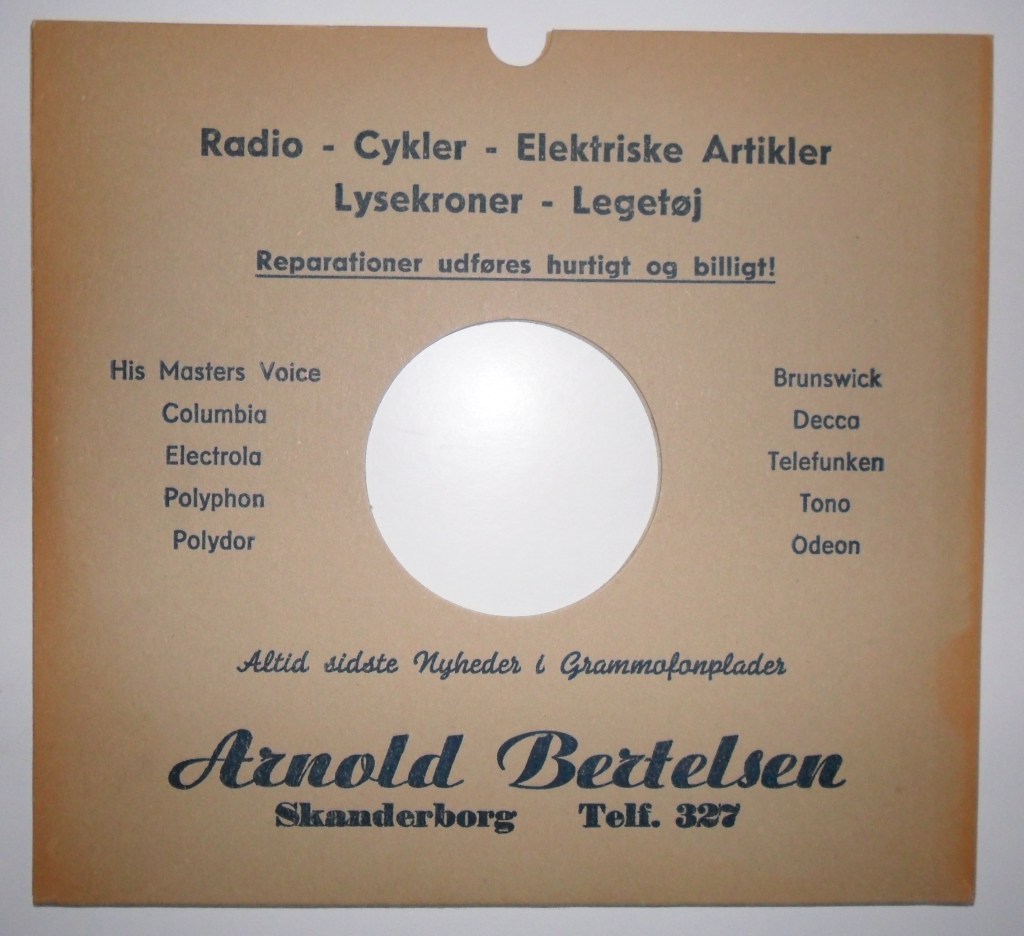 Radio - Cykler - Elektriske Artikler
Lysekroner - Legetøj
Reparationer udføres hurtigt og billigt!
His Masters Voice
Columbia
Electrola
Polyphon
Polydor
Brunswick
Decca
Telefunken
Tono
Odeon
Altid sidste Nyheder i Grammofonplader
Arnold Bertelsen
Skanderborg Telf. 327